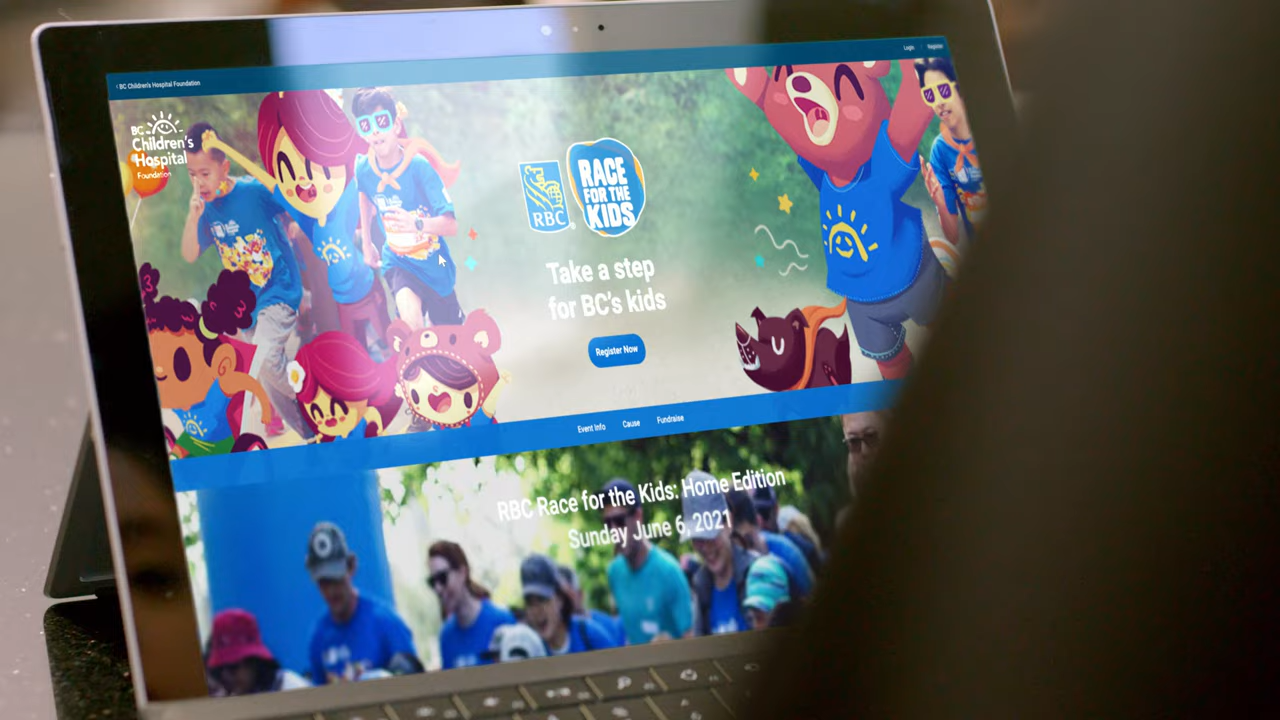 ‹ BC Children's Hospital Foundation
Login
Register
BC
Children's
Hospital
Foundation
RBC®
RACE
FOR THE
KIDS
Take a step
for BC's kids
Register Now
Event Info
Cause
Fundraise
RBC Race for the Kids: Home Edition
Sunday June 6, 2021